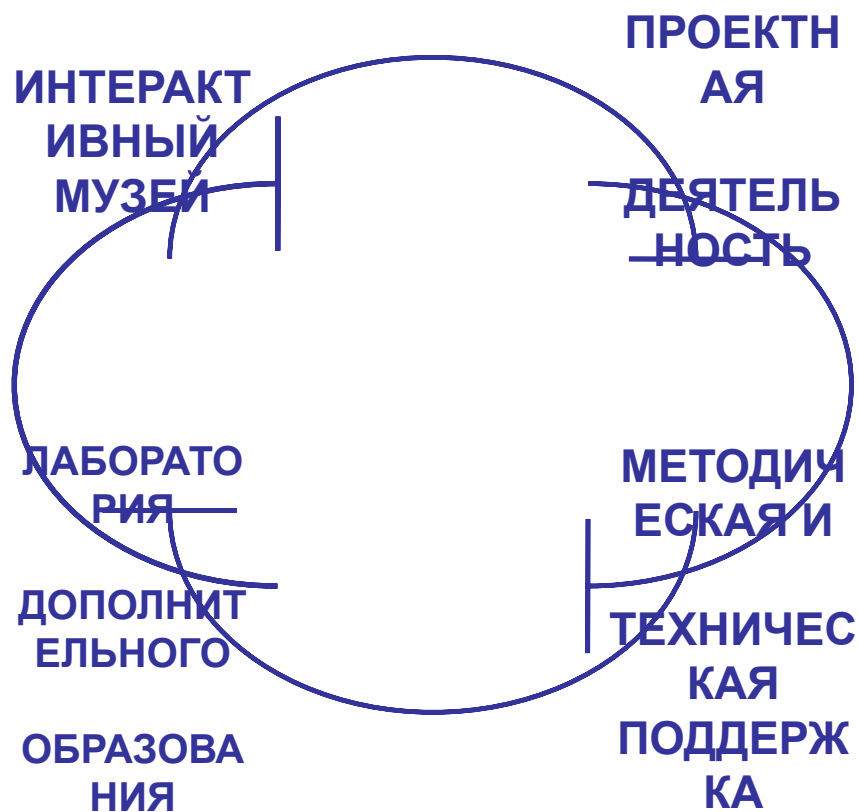 ИНТЕРАКТ
ИВНЫЙ
МУЗЕЙ
ПРОЕКТН
АЯ
ДЕЯТЕЛЬ
НОСТЬ
ЛАБОРАТО
РИЯ
ДОПОЛНИТ
ЕЛЬНОГО
ОБРАЗОВА
НИЯ
МЕТОДИЧ
ЕСКАЯ И
ТЕХНИЧЕС
КАЯ
ПОДДЕРЖ
КА